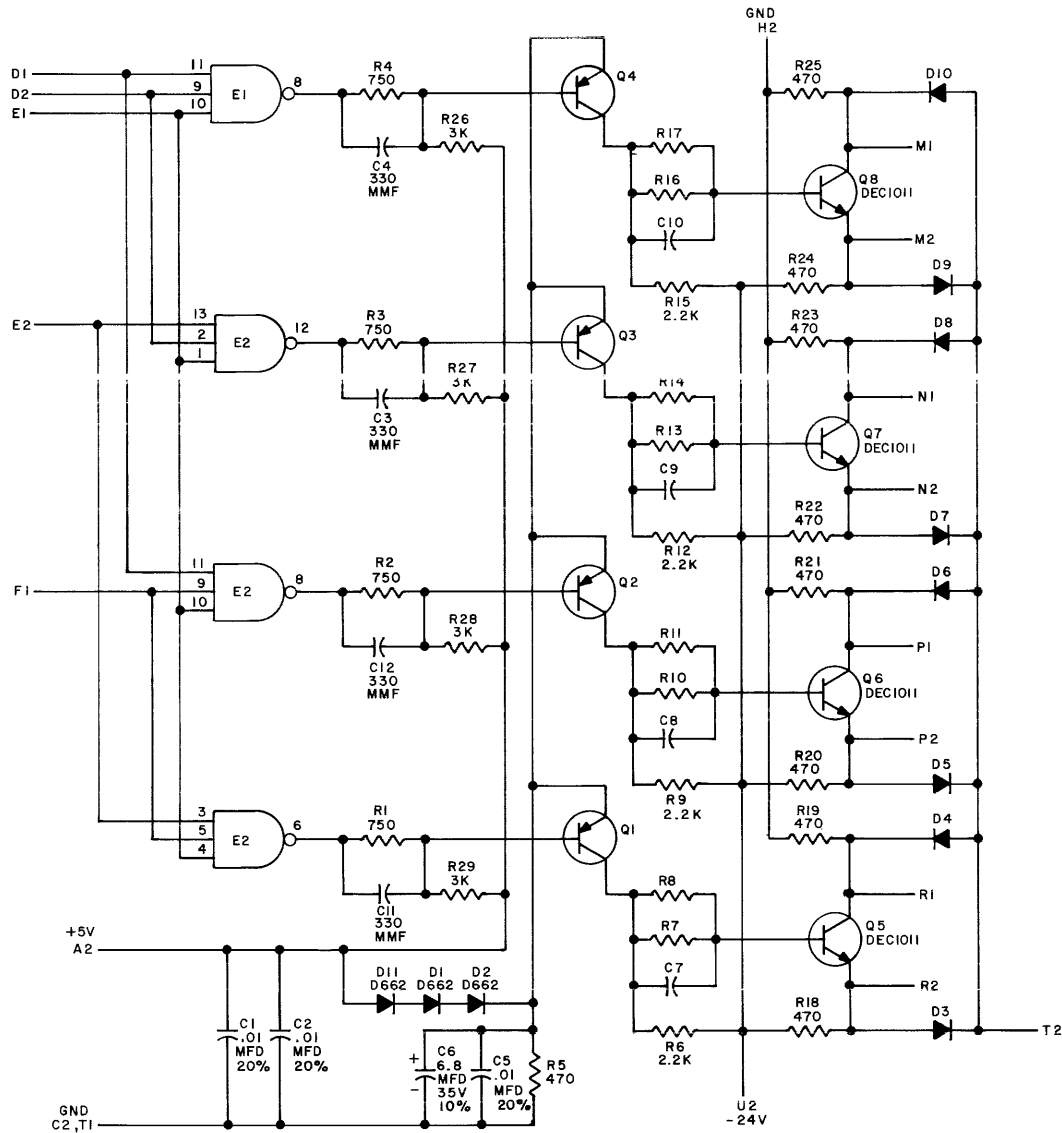 GND
H2
D1
D2
E1
11
9
10
E1
8
R4
750
R26
3K
C4
330
MMF
Q4
R17
R16
C10
R15
2.2K
R25
470
D10
M1
Q8
DEC1011
M2
R24
470
D9
E2
13
2
1
E2
12
R3
750
R27
3K
C3
330
MMF
Q3
R14
R13
C9
R12
2.2K
R23
470
D8
N1
Q7
DEC1011
N2
R22
470
D7
F1
11
9
10
E2
8
R2
750
R28
3K
C12
330
MMF
Q2
R11
R10
C8
R9
2.2K
R21
470
D6
P1
Q6
DEC1011
P2
R20
470
D5
3
5
4
E2
6
R1
750
R29
3K
C11
330
MMF
Q1
R8
R7
C7
R6
2.2K
R19
470
D4
R1
Q5
DEC1011
R2
R18
470
D3
T2
+5V
A2
D11
D662
D1
D662
D2
D662
C1
.01
MFD
20%
C2
.01
MFD
20%
+
-
C6
6.8
MFD
35V
10%
C5
.01
MFD
20%
R5
470
GND
C2,T1
U2
-24V